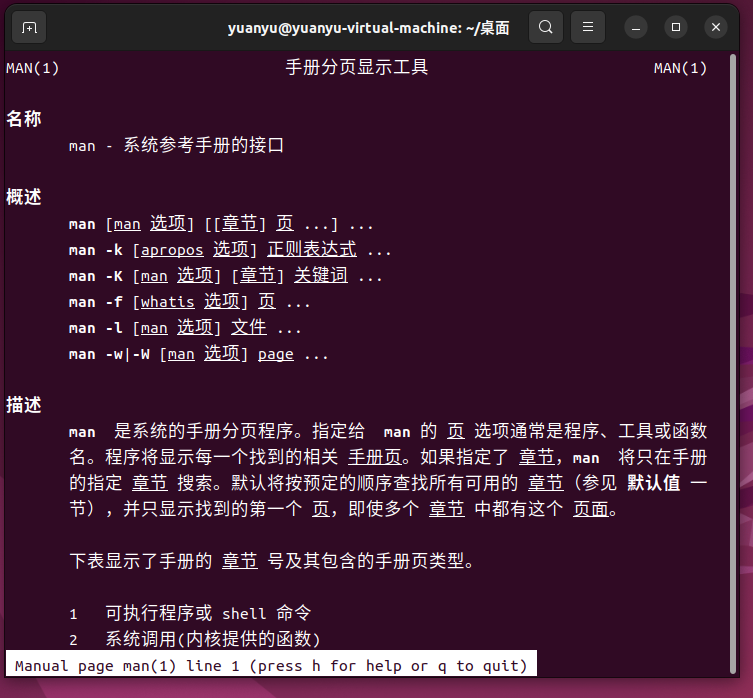 yuanyu@yuanyu-virtual-machine: ~/桌面
MAN(1) 手册分页显示工具 MAN(1)
名称
man - 系统参考手册的接口
概述
man [man 选项] [[章节] 页 ...] ...
man -k [apropos 选项] 正则表达式 ...
man -K [man 选项] [章节] 关键词 ...
man -f [whatis 选项] 页 ...
man -l [man 选项] 文件 ...
man -w|-W [man 选项] page ...
描述
man 是系统的手册分页程序。指定给 man 的 页 选项通常是程序、工具或函数
名。程序将显示每一个找到的相关 手册页。如果指定了 章节，man 将只在手册
的指定 章节 搜索。默认将按预定的顺序查找所有可用的 章节（参见 默认值 一
节），并只显示找到的第一个 页，即使多个 章节 中都有这个 页面。
下表显示了手册的 章节 号及其包含的手册页类型。
1 可执行程序或 shell 命令
2 系统调用(内核提供的函数)
Manual page man(1) line 1 (press h for help or q to quit)